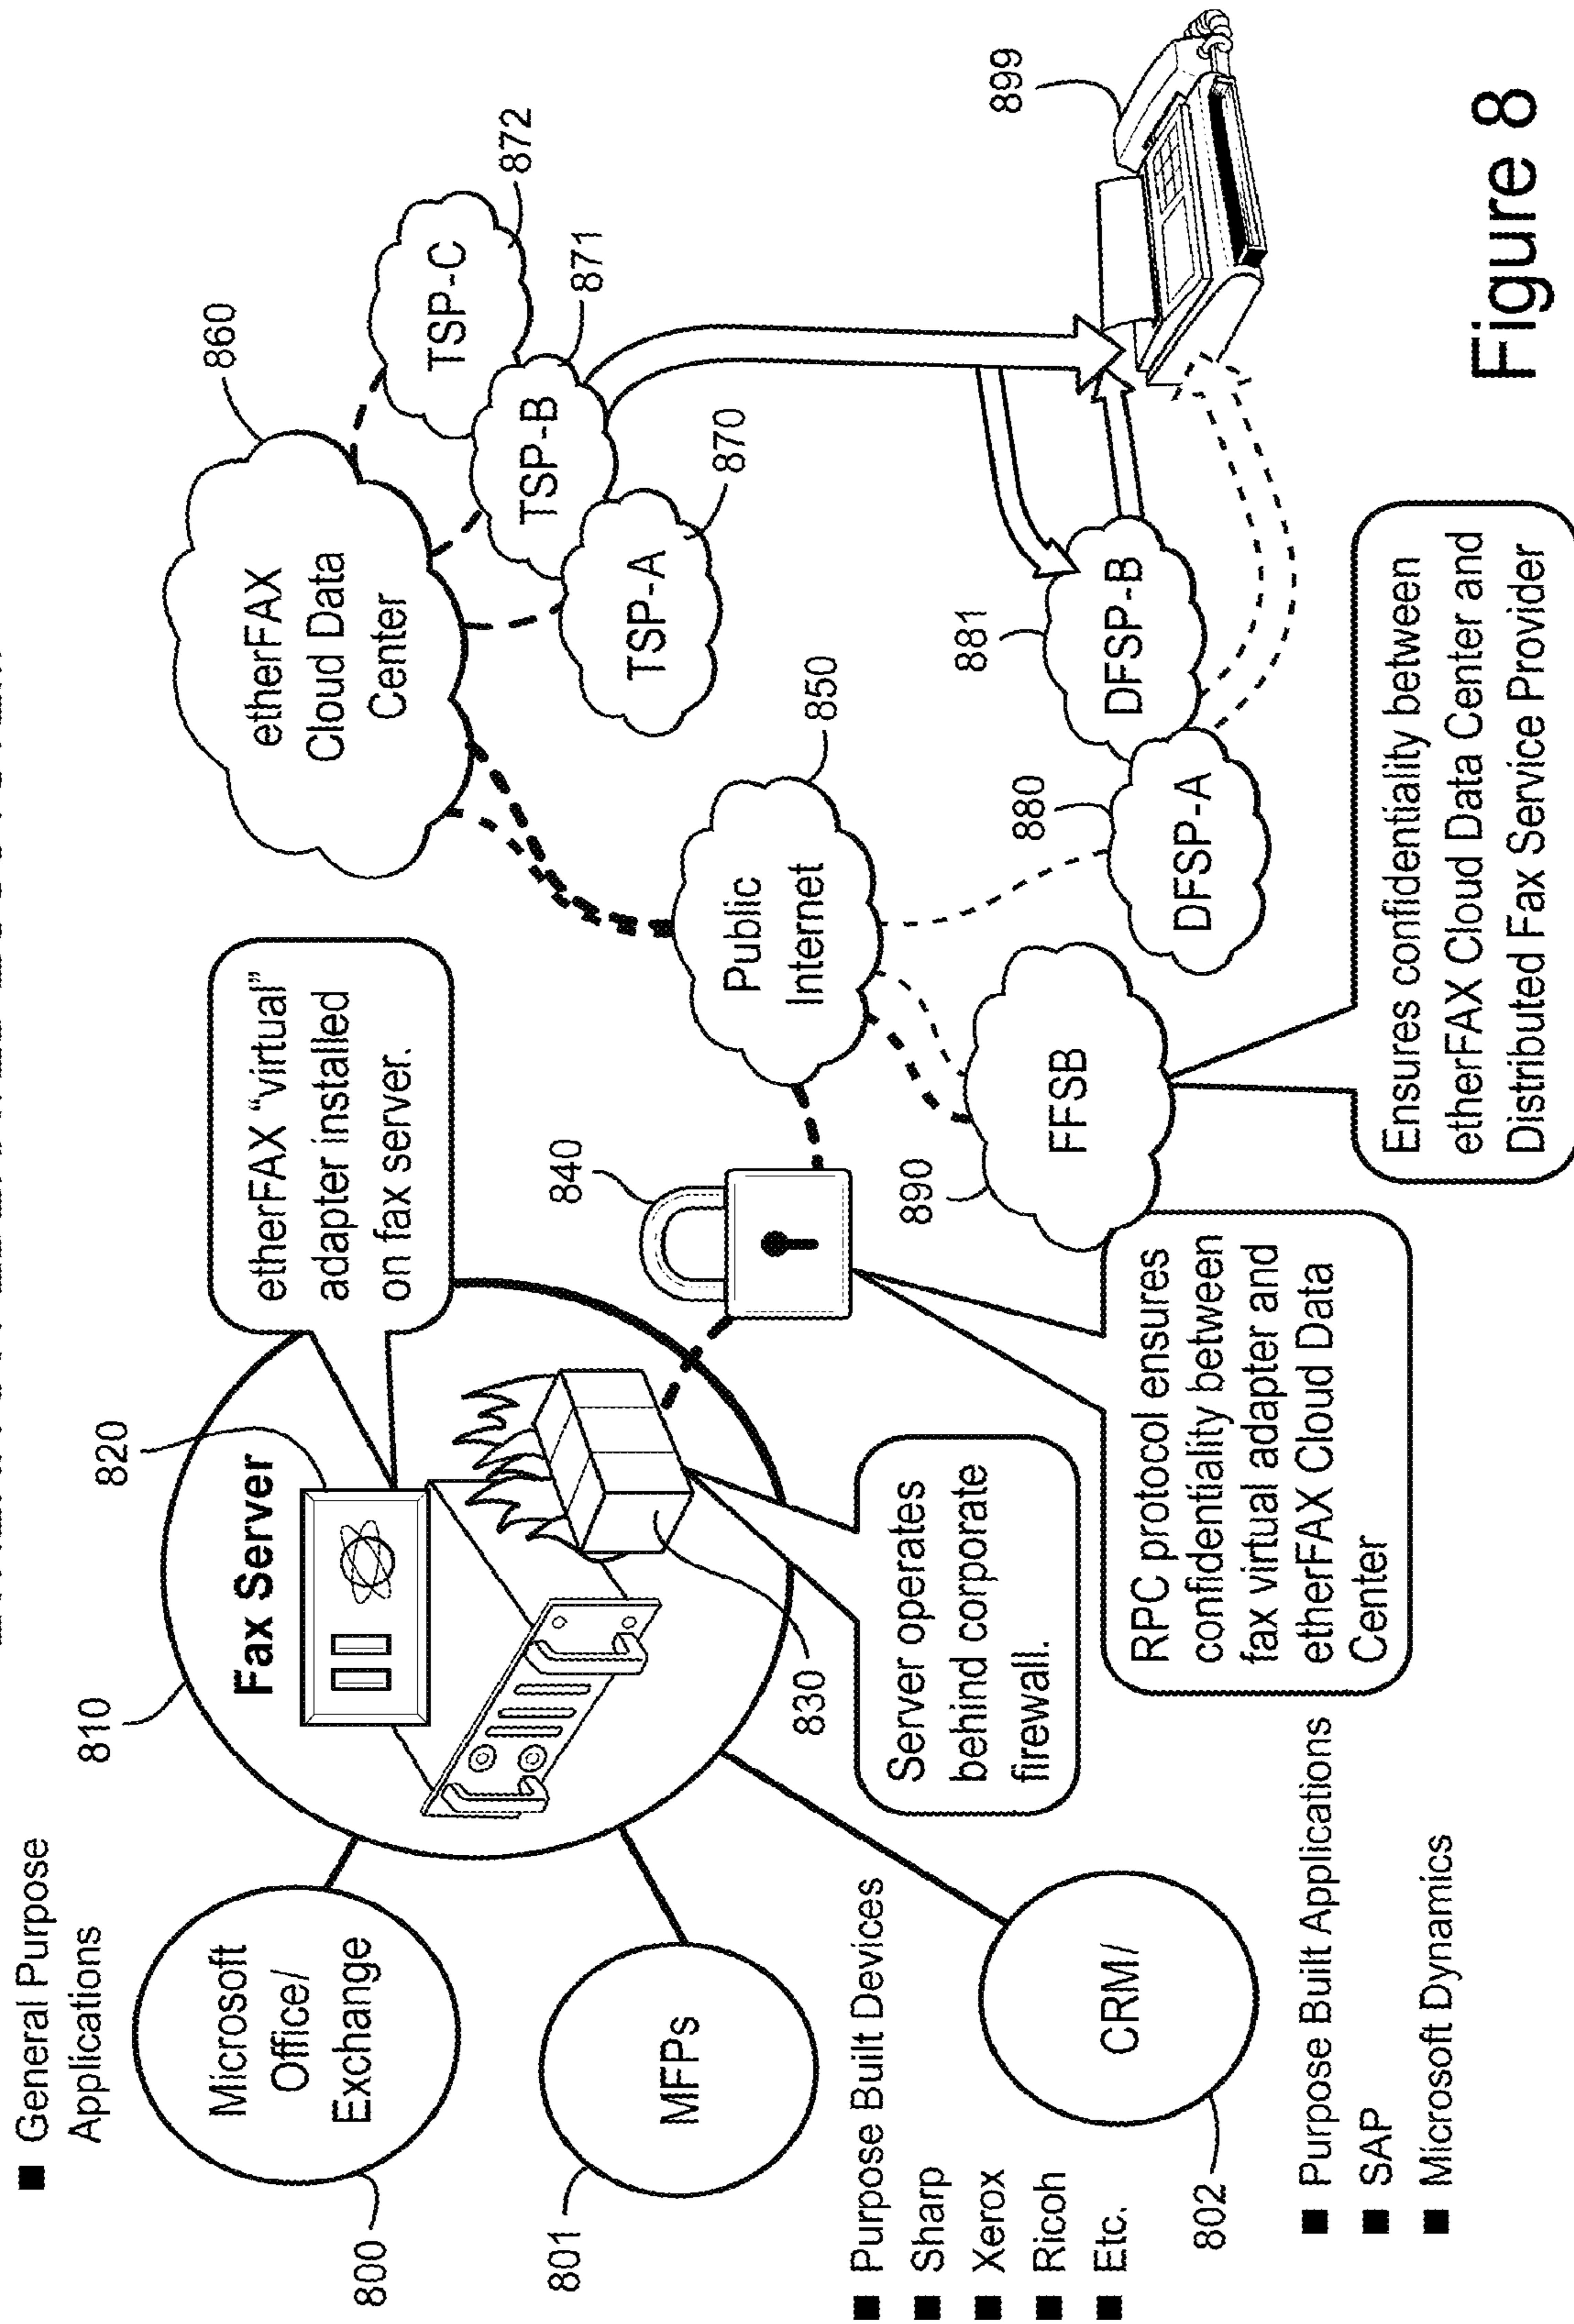 ■ General Purpose
Applications
Microsoft
Office/
Exchange
800
MFPs
801
■ Purpose Built Devices
■ Sharp
■ Xerox
■ Ricoh
■ Etc.
CRM/
802
■ Purpose Built Applications
■ SAP
■ Microsoft Dynamics
810
Fax Server
820
830
etherFAX "virtual"
adapter installed
on fax server.
Server operates
behind corporate
firewall.
840
RPC protocol ensures
confidentiality between
fax virtual adapter and
etherFAX Cloud Data
Center
Public
Internet
850
890
FFSB
Ensures confidentiality between
etherFAX Cloud Data Center and
Distributed Fax Service Provider
etherFAX
Cloud Data
Center
860
TSP-C
872
TSP-B
871
TSP-A
870
881
DFSP-B
880
DFSP-A
899
Figure 8